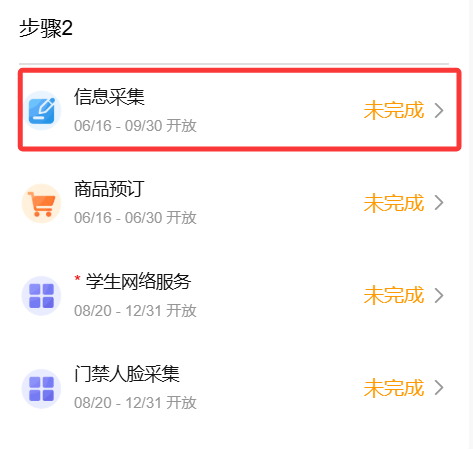 步骤2
信息采集
未完成
06/16 - 09/30 开放
商品预订
未完成
06/16 - 06/30 开放
* 学生网络服务
未完成
08/20 - 12/31 开放
门禁人脸采集
未完成
08/20 - 12/31 开放